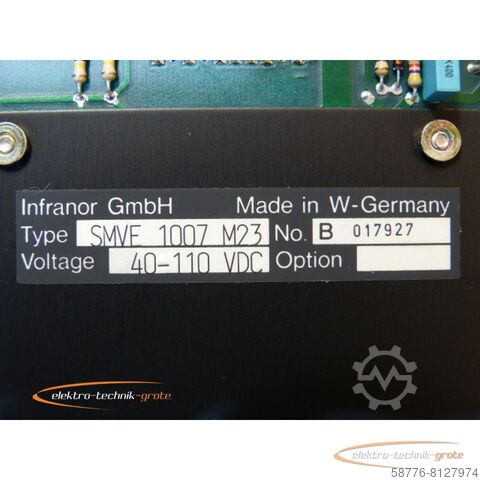 k400
Infranor GmbH Made in W-Germany
Type SMVE 1007 M23 No. B 017927
Voltage 40-110 VDC Option
elektro-technik-grote.
elektro-technik-grote.
58776-8127974